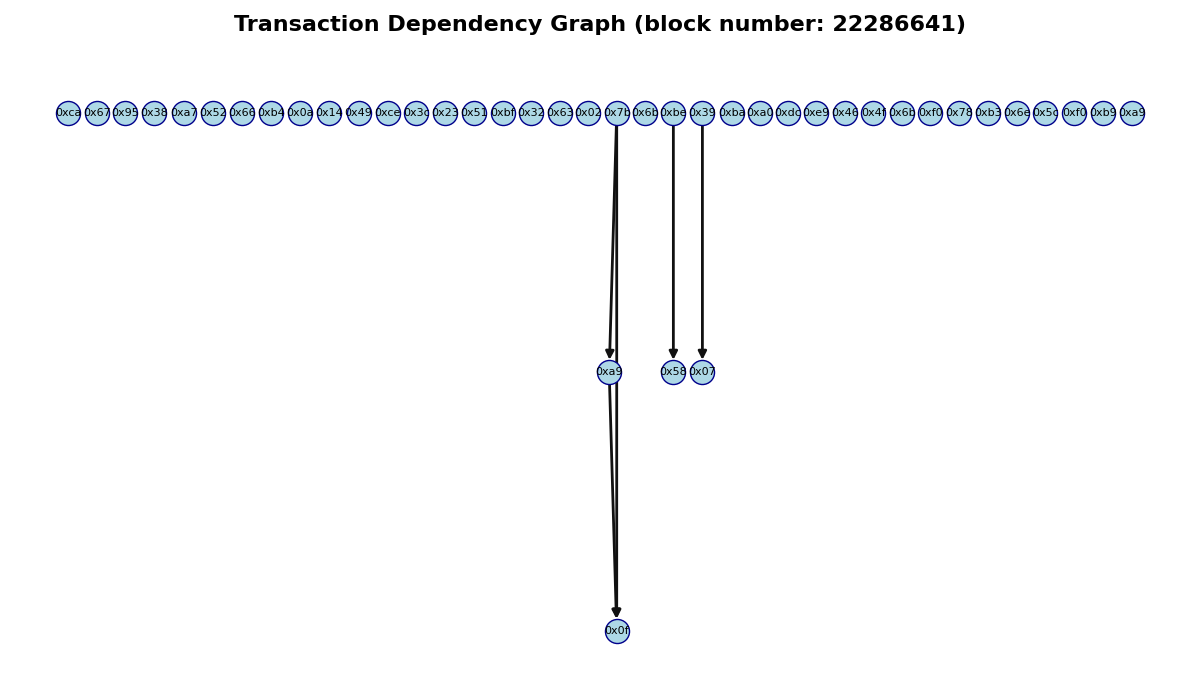 Transaction Dependency Graph (block number: 22286641)
0xca 0x67 0x95 0x38 0xa7 0x52 0x66 0xb4 0x0a 0x14 0x49 0xce 0x3c 0x23 0x51 0xbf 0x32 0x63 0x02 0x7b 0x6b 0xbe 0x39 0xba 0xa0 0xdc 0xe9 0x46 0x4f 0x6b 0xf0 0x78 0xb3 0x6e 0x5c 0xf0 0xb9 0xa9
0xa9 0x58 0x07
0x0f